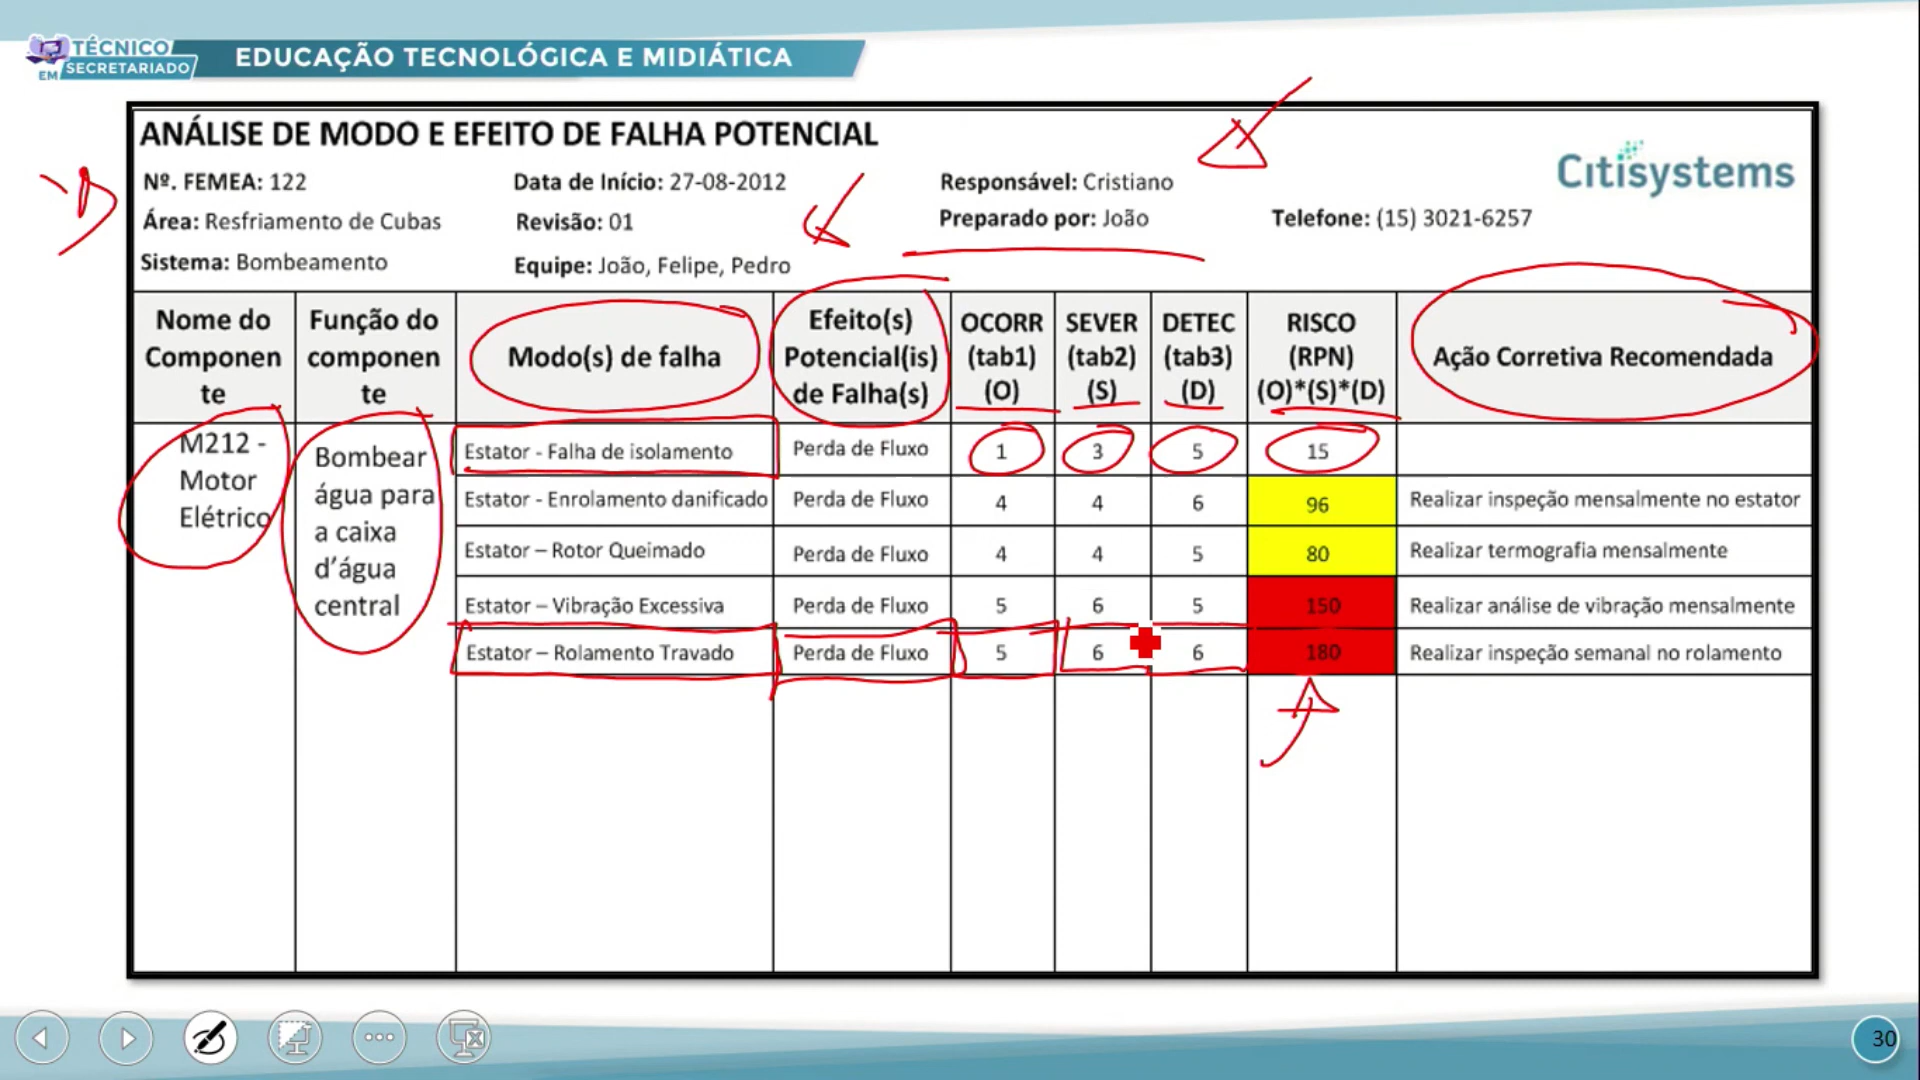 TÉCNICO
EM SECRETARIADO
EDUCAÇÃO TECNOLÓGICA E MIDIÁTICA
ANÁLISE DE MODO E EFEITO DE FALHA POTENCIAL
Nº. FEMEA: 122
Data de Início: 27-08-2012
Responsável: Cristiano
Citisystems
Área: Resfriamento de Cubas
Revisão: 01
Preparado por: João
Telefone: (15) 3021-6257
Sistema: Bombeamento
Equipe: João, Felipe, Pedro
Nome do
Componen
te
Função do
componen
te
Modo(s) de falha
Efeito(s)
Potencial(is)
de Falha(s)
OCORR
(tab1)
(O)
SEVER
(tab2)
(S)
DETEC
(tab3)
(D)
RISCO
(RPN)
(O)*(S)*(D)
Ação Corretiva Recomendada
M212 -
Motor
Elétrico
Bombear
água para
a caixa
d'água
central
Estator - Falha de isolamento Perda de Fluxo 1 3 5 15
Estator - Enrolamento danificado Perda de Fluxo 4 4 6 96 Realizar inspeção mensalmente no estator
Estator – Rotor Queimado Perda de Fluxo 4 4 5 80 Realizar termografia mensalmente
Estator – Vibração Excessiva Perda de Fluxo 5 6 5 150 Realizar análise de vibração mensalmente
Estator – Rolamento Travado Perda de Fluxo 5 6 6 180 Realizar inspeção semanal no rolamento
30